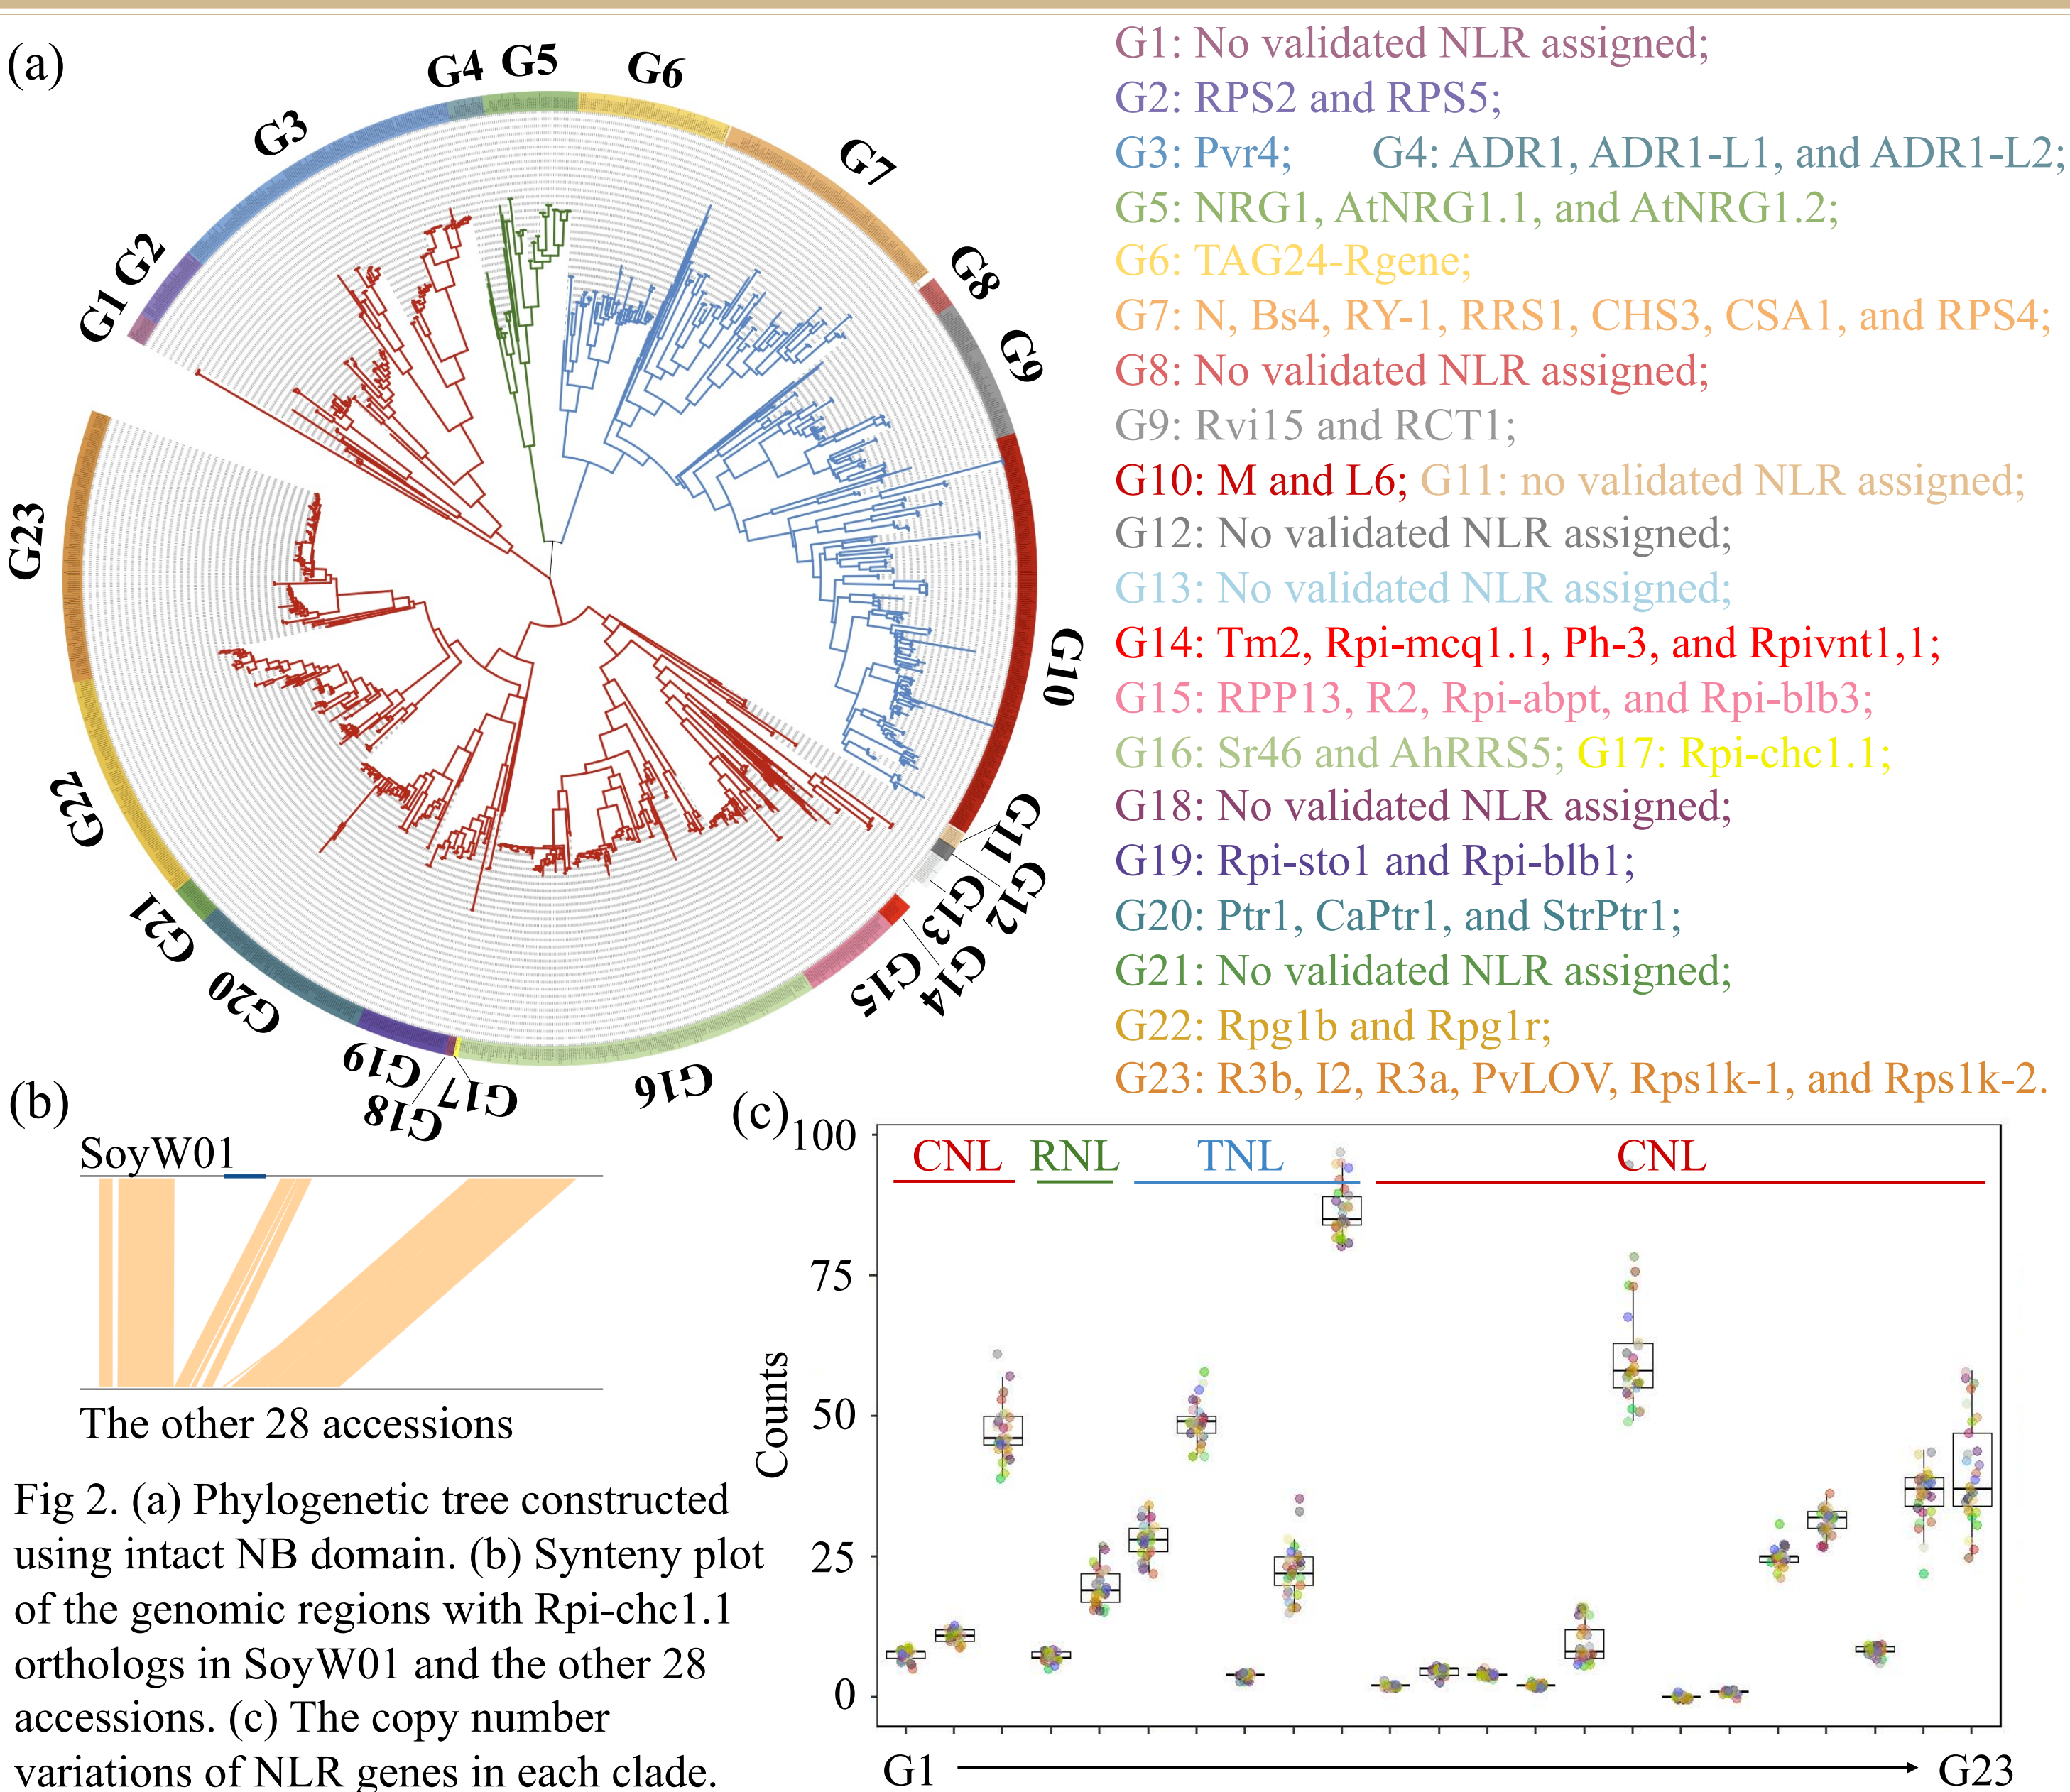 (a)
G1
G2
G3
G4
G5
G6
G7
G8
G9
G10
G11
G12
G13
G14
G15
G16
G17
G18
G19
G20
G21
G22
G23
G1: No validated NLR assigned;
G2: RPS2 and RPS5;
G3: Pvr4; G4: ADR1, ADR1-L1, and ADR1-L2;
G5: NRG1, AtNRG1.1, and AtNRG1.2;
G6: TAG24-Rgene;
G7: N, Bs4, RY-1, RRS1, CHS3, CSA1, and RPS4;
G8: No validated NLR assigned;
G9: Rvi15 and RCT1;
G10: M and L6; G11: no validated NLR assigned;
G12: No validated NLR assigned;
G13: No validated NLR assigned;
G14: Tm2, Rpi-mcq1.1, Ph-3, and Rpivnt1,1;
G15: RPP13, R2, Rpi-abpt, and Rpi-blb3;
G16: Sr46 and AhRRS5; G17: Rpi-chc1.1;
G18: No validated NLR assigned;
G19: Rpi-sto1 and Rpi-blb1;
G20: Ptr1, CaPtr1, and StrPtr1;
G21: No validated NLR assigned;
G22: Rpg1b and Rpg1r;
G23: R3b, I2, R3a, PvLOV, Rps1k-1, and Rps1k-2.
(b)
SoyW01
The other 28 accessions
Fig 2. (a) Phylogenetic tree constructed
using intact NB domain. (b) Synteny plot
of the genomic regions with Rpi-chc1.1
orthologs in SoyW01 and the other 28
accessions. (c) The copy number
variations of NLR genes in each clade.
(c)
100
75
50
25
0
Counts
CNL RNL TNL CNL
G1 G23